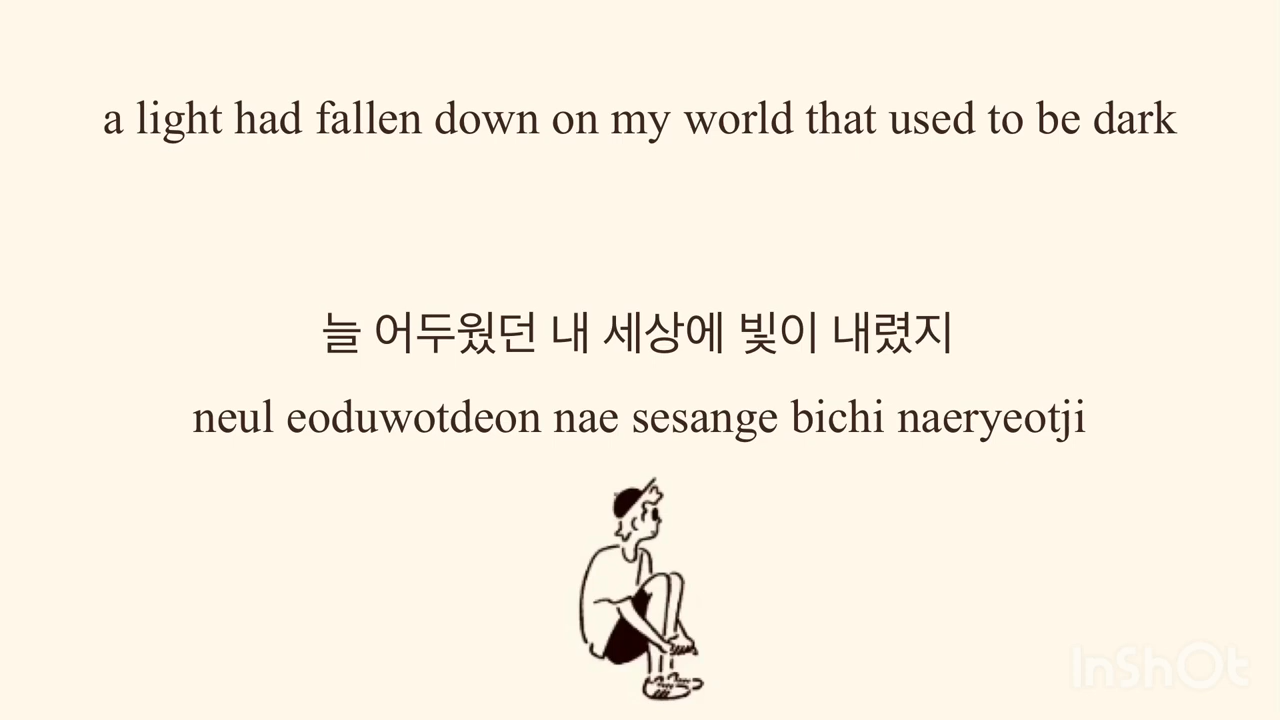 a light had fallen down on my world that used to be dark
늘 어두웠던 내 세상에 빛이 내렸지
neul eoduwotdeon nae sesange bichi naeryeotji
InShOt